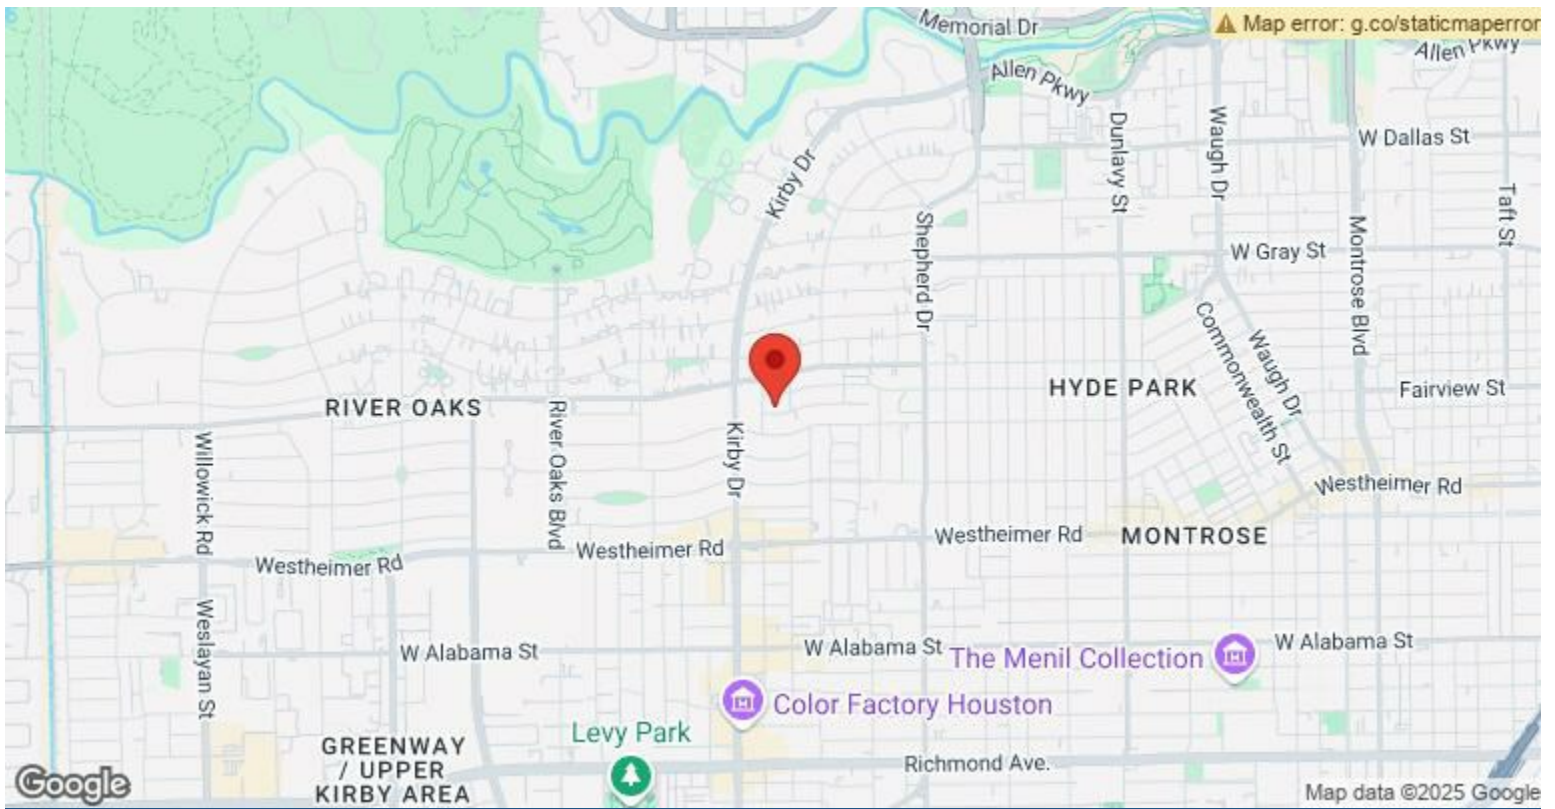 Memorial Dr
Map error: g.co/staticmaperror
Allen Pkwy
Allen Pkwy
Dunlavy St
Waugh Dr
W Dallas St
Kirby Dr
Taft St
Shepherd Dr
Montrose Blvd
W Gray St
Commonwealth St
Waugh Dr
HYDE PARK
Fairview St
RIVER OAKS
River Oaks Blvd
Kirby Dr
Willowick Rd
Westheimer Rd
Westheimer Rd
MONTROSE
Westheimer Rd
Westheimer Rd
Weslayan St
W Alabama St
W Alabama St
The Menil Collection
W Alabama St
Color Factory Houston
Levy Park
GREENWAY
/ UPPER
KIRBY AREA
Richmond Ave.
Google
Map data ©2025 Google